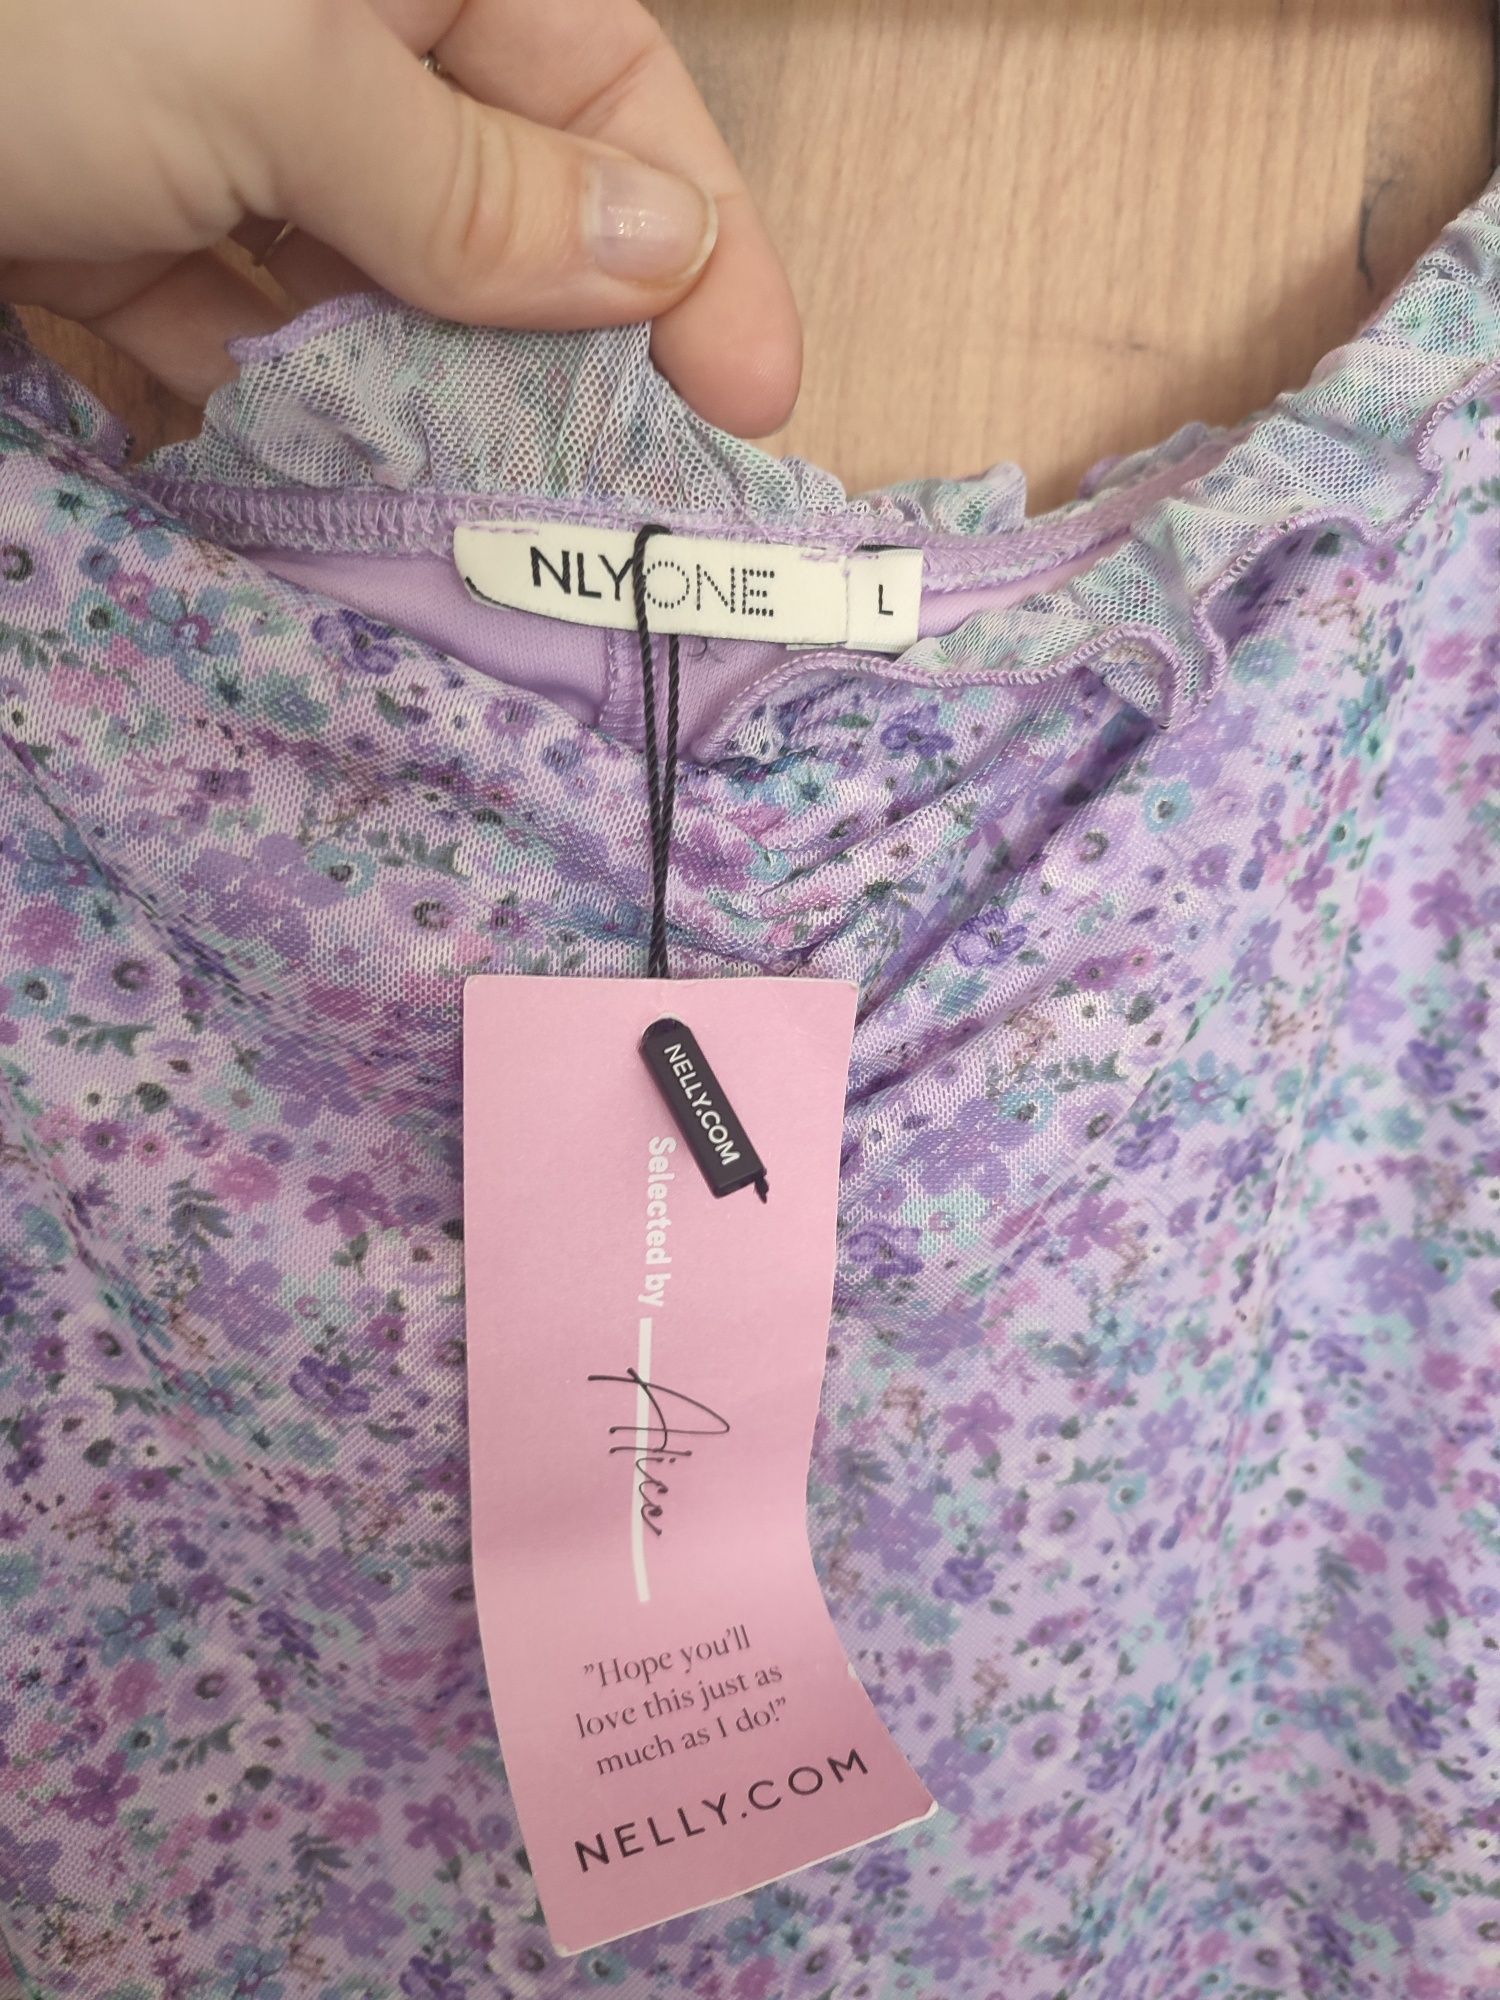 NLYONE
L
NELLY.COM
Selected by
Alice
"Hope you'll
love this just as
much as I do!"
NELLY.COM